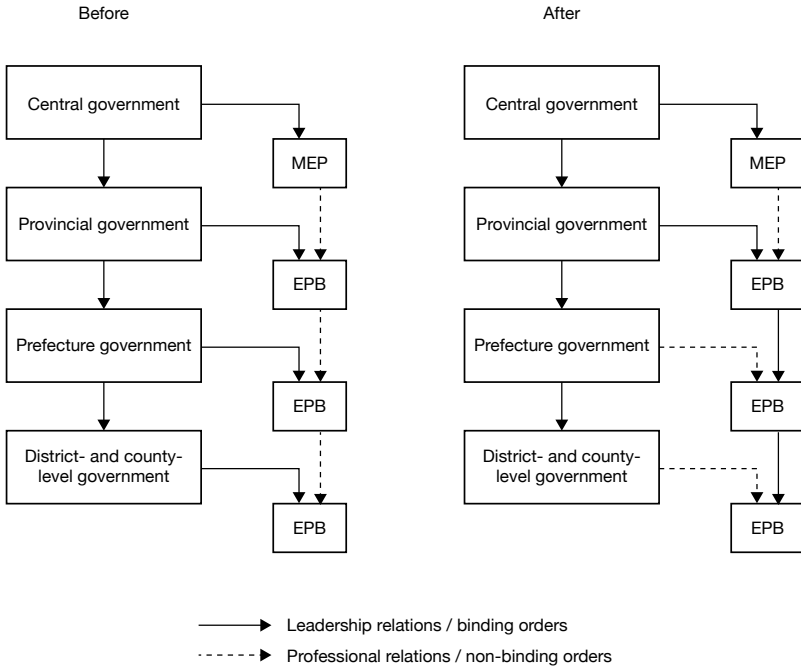 Before
Central government
MEP
Provincial government
EPB
Prefecture government
EPB
District- and county-
level government
EPB
After
Central government
MEP
Provincial government
EPB
Prefecture government
EPB
District- and county-
level government
EPB
Leadership relations / binding orders
Professional relations / non-binding orders